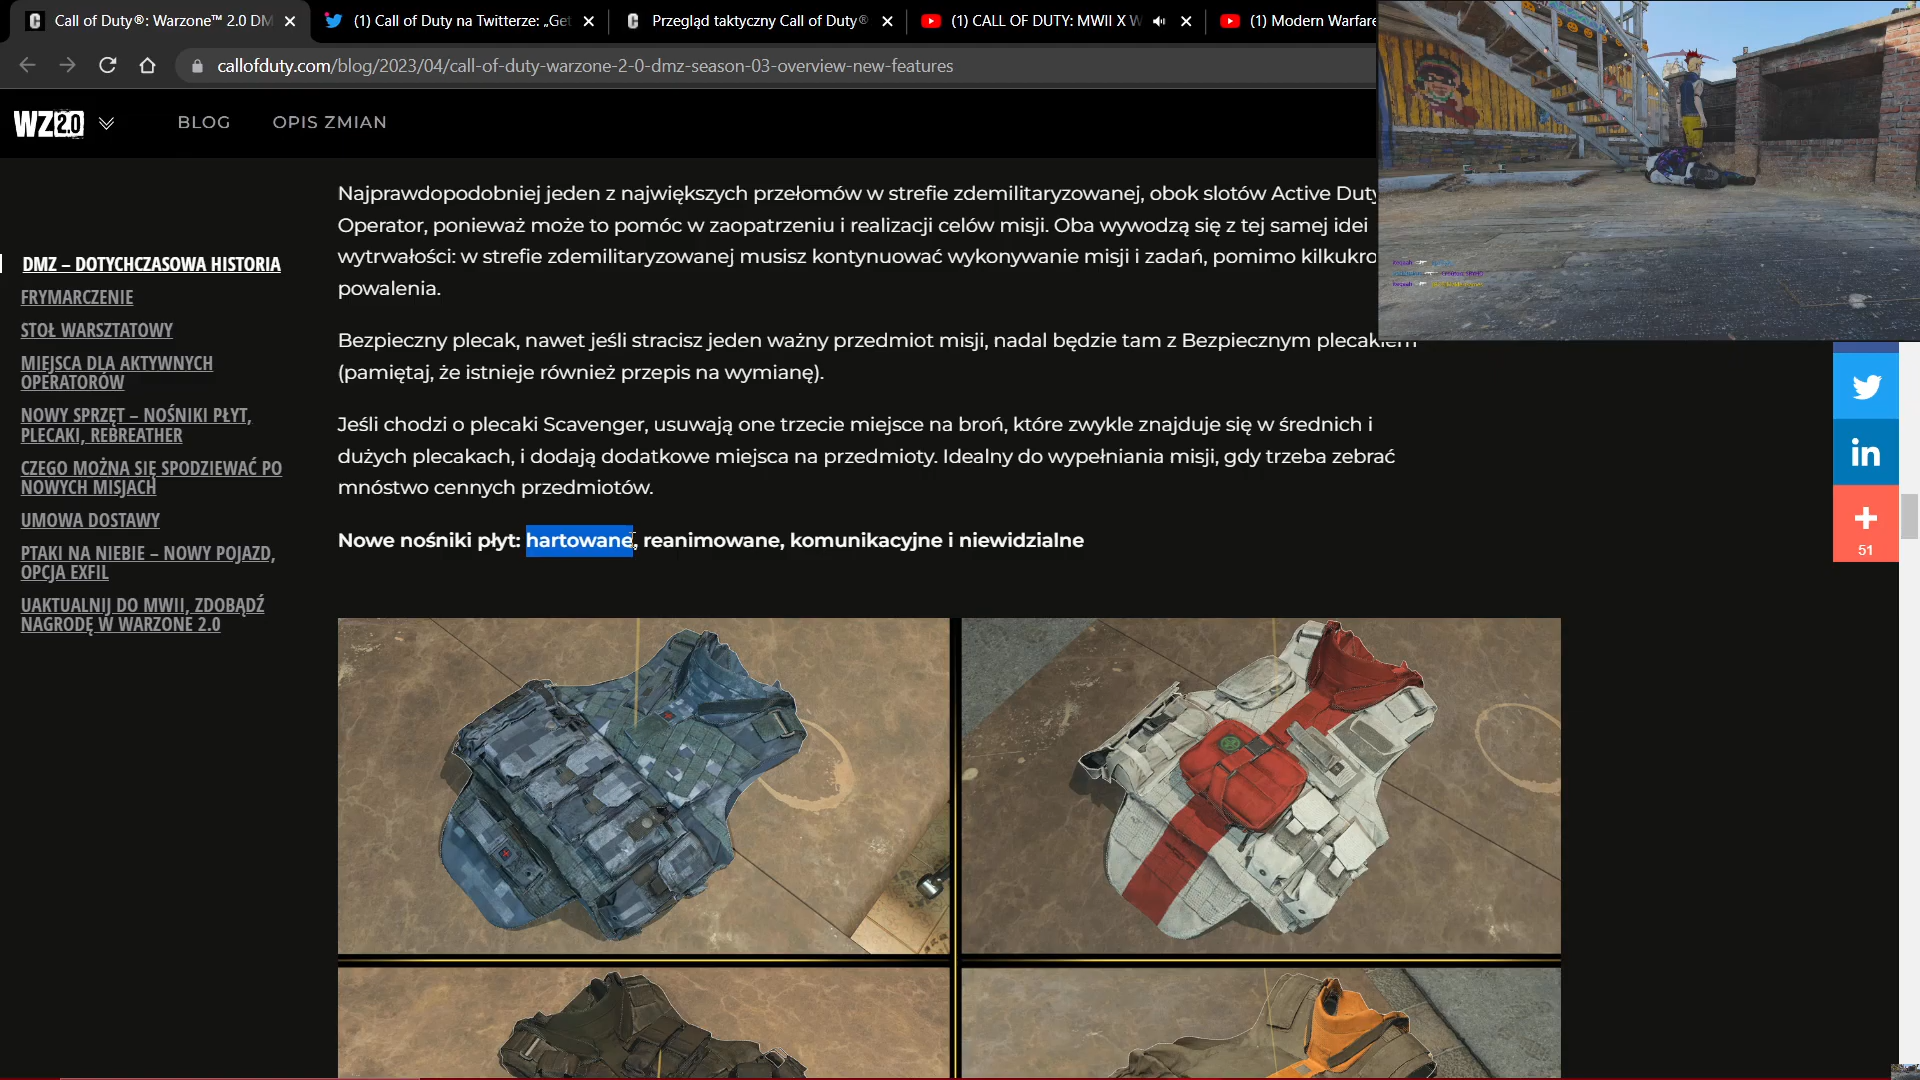 Call of Duty®: Warzone™ 2.0 DM
(1) Call of Duty na Twitterze: „Get
Przegląd taktyczny Call of Duty®
(1) CALL OF DUTY: MWII X W
(1) Modern Warfare
callofduty.com/blog/2023/04/call-of-duty-warzone-2-0-dmz-season-03-overview-new-features
WZ2.0
BLOG
OPIS ZMIAN
DMZ – DOTYCHCZASOWA HISTORIA
FRYMARCZENIE
STOŁ WARSZTATOWY
MIEJSCA DLA AKTYWNYCH
OPERATORÓW
NOWY SPRZĘT – NOŚNIKI PŁYT,
PLECAKI, REBREATHER
CZEGO MOŻNA SIĘ SPODZIEWAĆ PO
NOWYCH MISJACH
UMOWA DOSTAWY
PTAKI NA NIEBIE – NOWY POJAZD,
OPCJA EXFIL
UAKTUALNIJ DO MWII, ZDOBĄDŹ
NAGRODĘ W WARZONE 2.0
Najprawdopodobniej jeden z największych przełomów w strefie zdemilitaryzowanej, obok slotów Active Duty
Operator, ponieważ może to pomóc w zaopatrzeniu i realizacji celów misji. Oba wywodzą się z tej samej idei
wytrwałości: w strefie zdemilitaryzowanej musisz kontynuować wykonywanie misji i zadań, pomimo kilkukro
powalenia.
Bezpieczny plecak, nawet jeśli stracisz jeden ważny przedmiot misji, nadal będzie tam z Bezpiecznym plecakiem
(pamiętaj, że istnieje również przepis na wymianę).
Jeśli chodzi o plecaki Scavenger, usuwają one trzecie miejsce na broń, które zwykle znajduje się w średnich i
dużych plecakach, i dodają dodatkowe miejsca na przedmioty. Idealny do wypełniania misji, gdy trzeba zebrać
mnóstwo cennych przedmiotów.
Nowe nośniki płyt: hartowane, reanimowane, komunikacyjne i niewidzialne
in
51